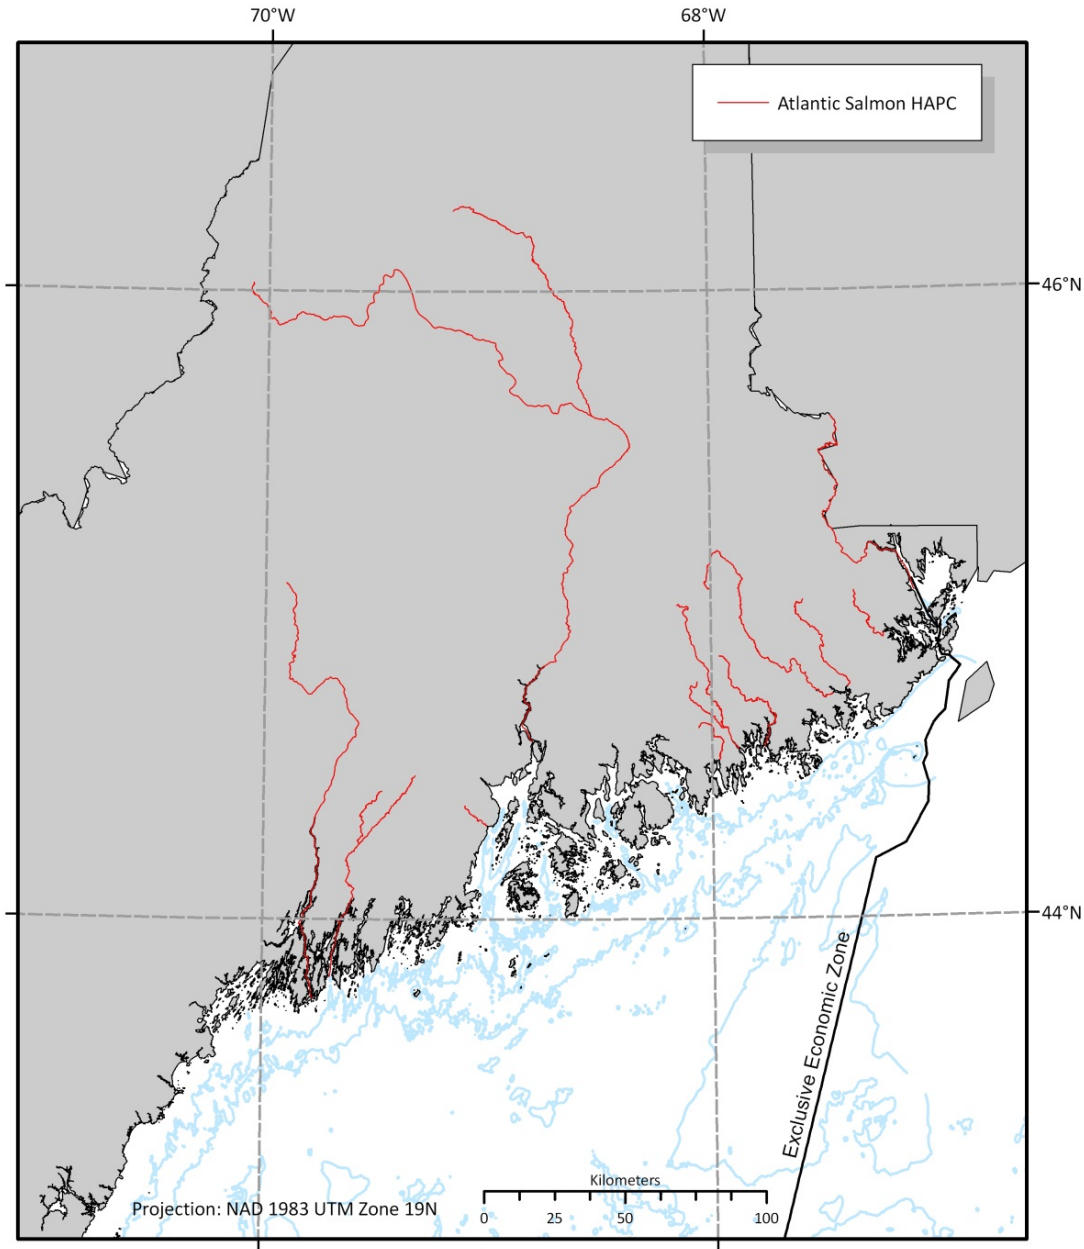 70°W
68°W
Atlantic Salmon HAPC
46°N
44°N
Exclusive Economic Zone
Kilometers
Projection: NAD 1983 UTM Zone 19N
0 25 50 100